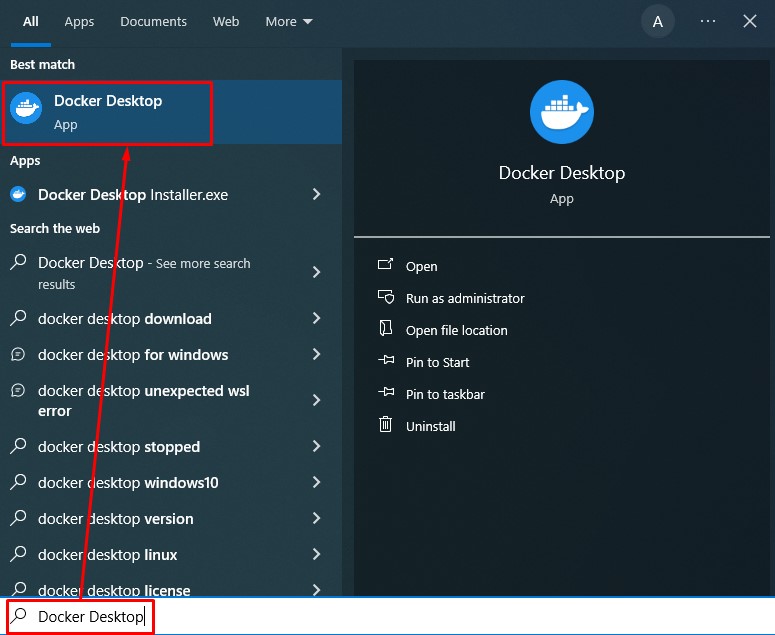 All Apps Documents Web More A ...
Best match
Docker Desktop
App
Apps
Docker Desktop Installer.exe
Search the web
Docker Desktop - See more search
results
docker desktop download
docker desktop for windows
docker desktop unexpected wsl
error
docker desktop stopped
docker desktop windows10
docker desktop version
docker desktop linux
docker desktop license
Docker Desktop
App
Open
Run as administrator
Open file location
Pin to Start
Pin to taskbar
Uninstall
Docker Desktop